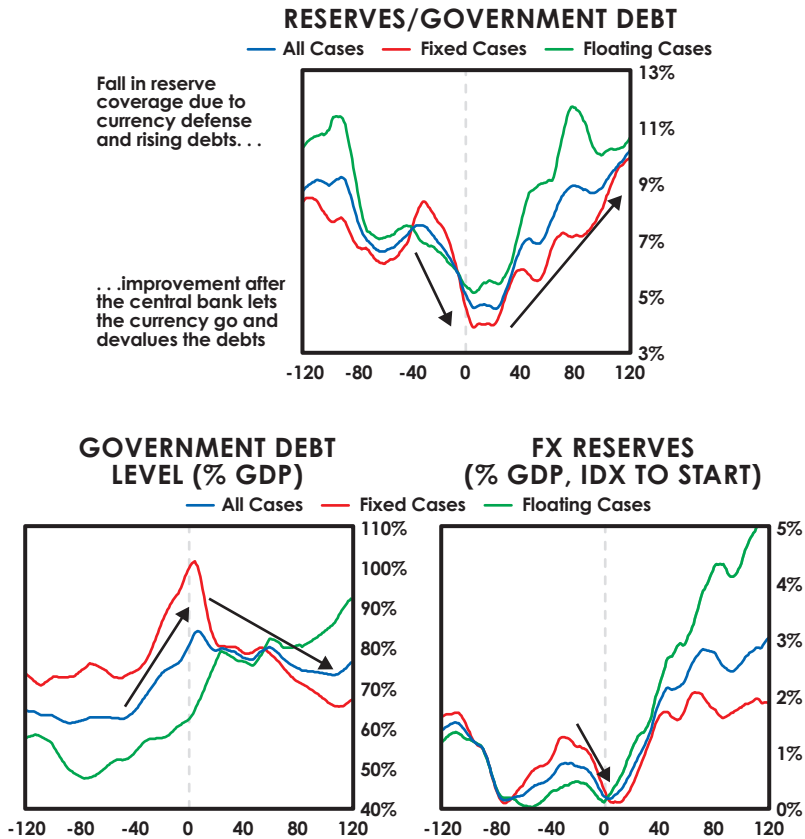 RESERVES/GOVERNMENT DEBT
All Cases Fixed Cases Floating Cases
Fall in reserve
coverage due to
currency defense
and rising debts. . .
. . .improvement after
the central bank lets
the currency go and
devalues the debts
13%
11%
9%
7%
5%
3%
-120 -80 -40 0 40 80 120
GOVERNMENT DEBT
LEVEL (% GDP)
All Cases Fixed Cases Floating Cases
110%
100%
90%
80%
70%
60%
50%
40%
-120 -80 -40 0 40 80 120
FX RESERVES
(% GDP, IDX TO START)
5%
4%
3%
2%
1%
0%
-120 -80 -40 0 40 80 120